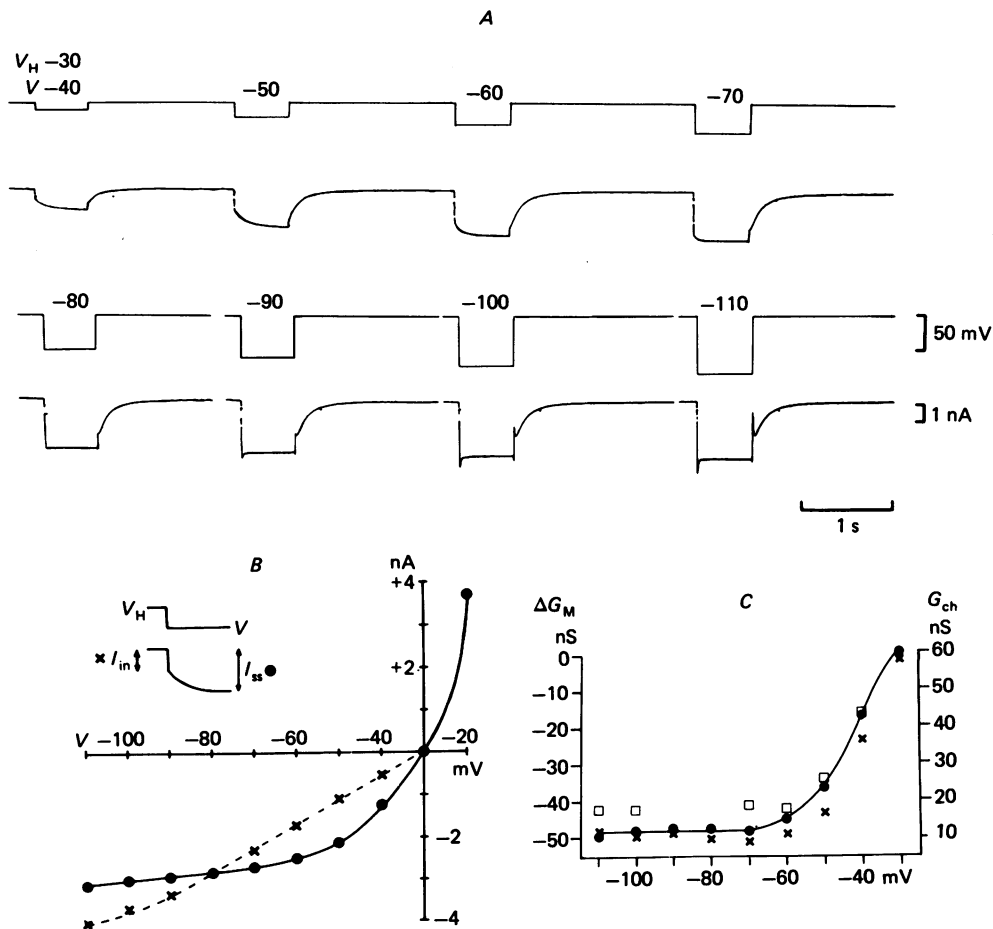 A
V_H −30
V −40
−50
−60
−70
−80
−90
−100
−110
50 mV
1 nA
1 s
B
nA
+4
+2
V_H
V
× I_in
I_ss ●
V −100 −80 −60 −40 −20
mV
−2
−4
C
ΔG_M
nS
0
−10
−20
−30
−40
−50
G_ch
nS
60
50
40
30
20
10
−100 −80 −60 −40 mV